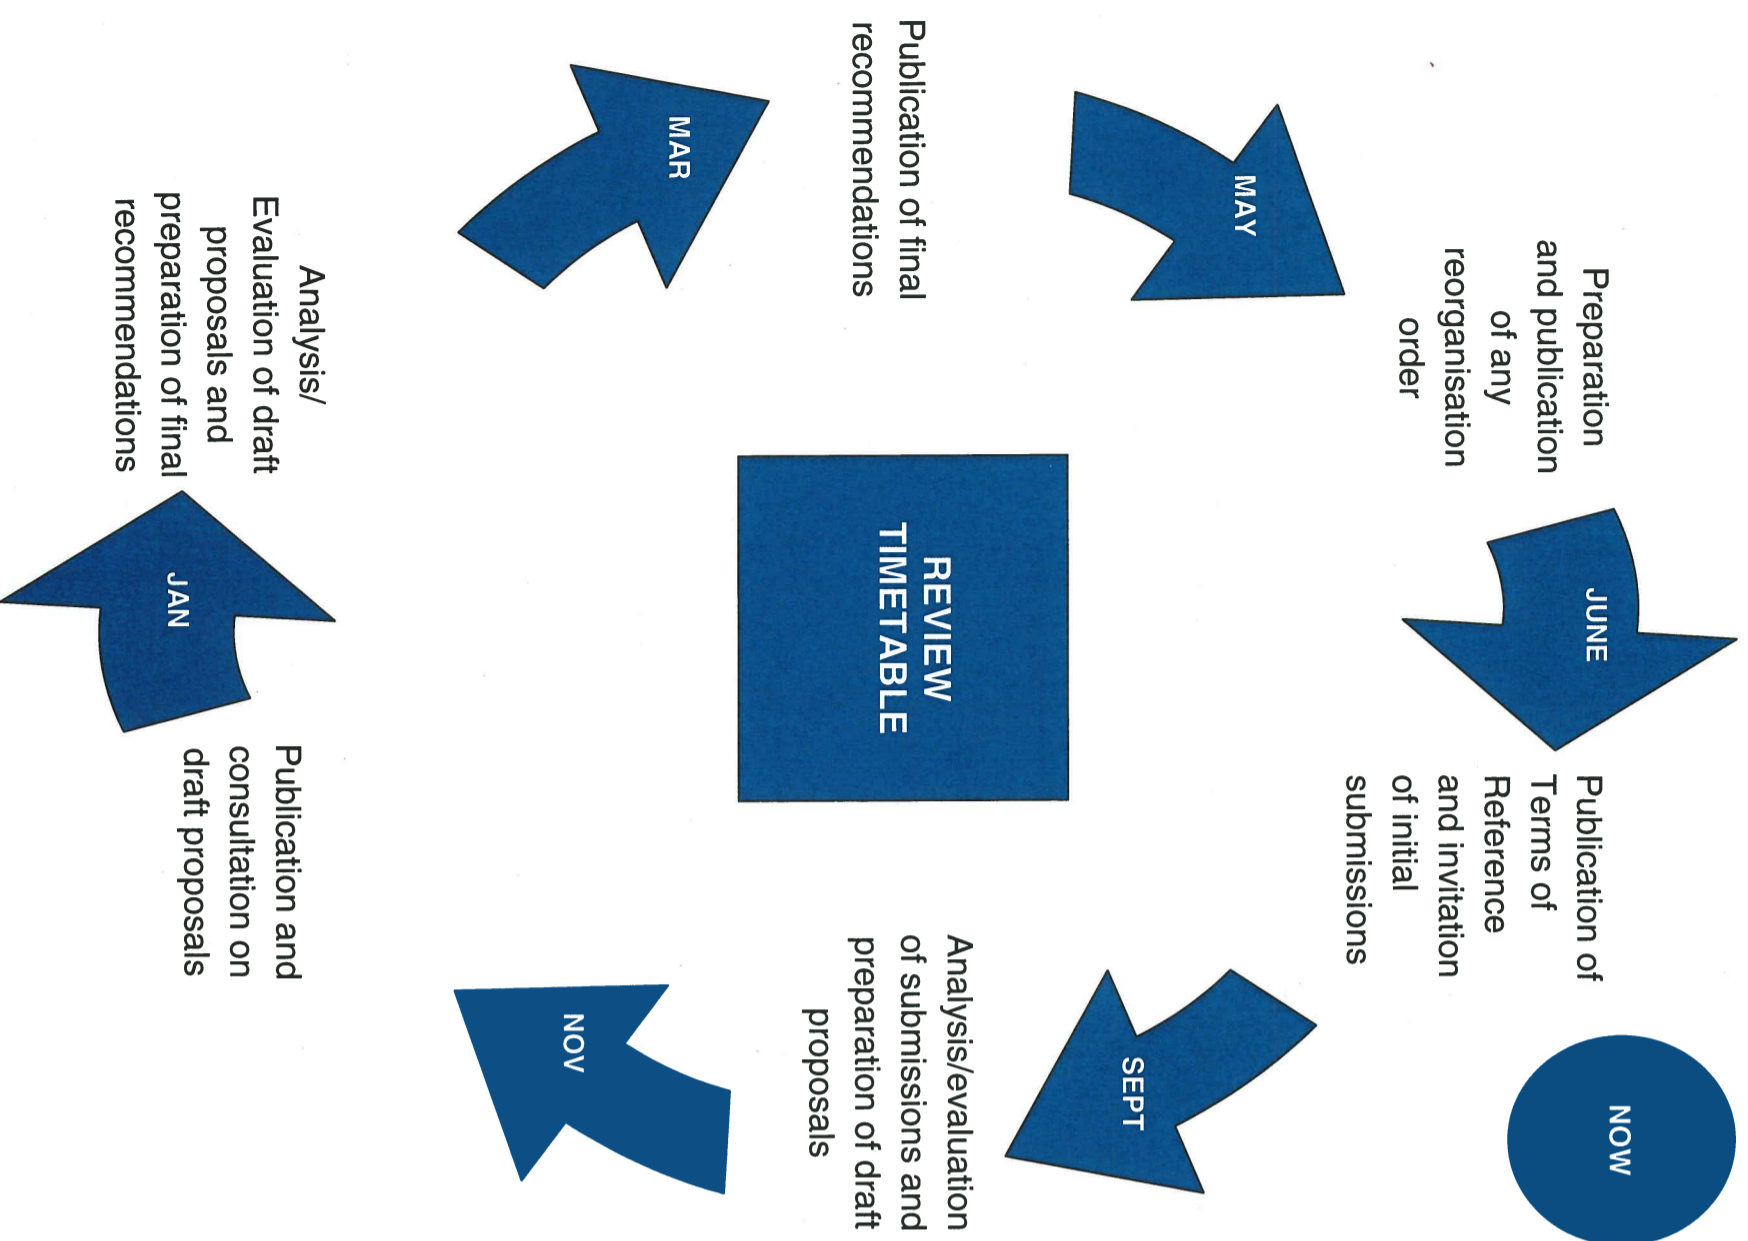 NOW
Publication of
Terms of
Reference
and invitation
of initial
submissions
SEPT
Analysis/evaluation
of submissions and
preparation of draft
proposals
NOV
Publication and
consultation on
draft proposals
JAN
Analysis/
Evaluation of draft
proposals and
preparation of final
recommendations
MAR
Publication of final
recommendations
MAY
Preparation
and publication
of any
reorganisation
order
JUNE
REVIEW
TIMETABLE